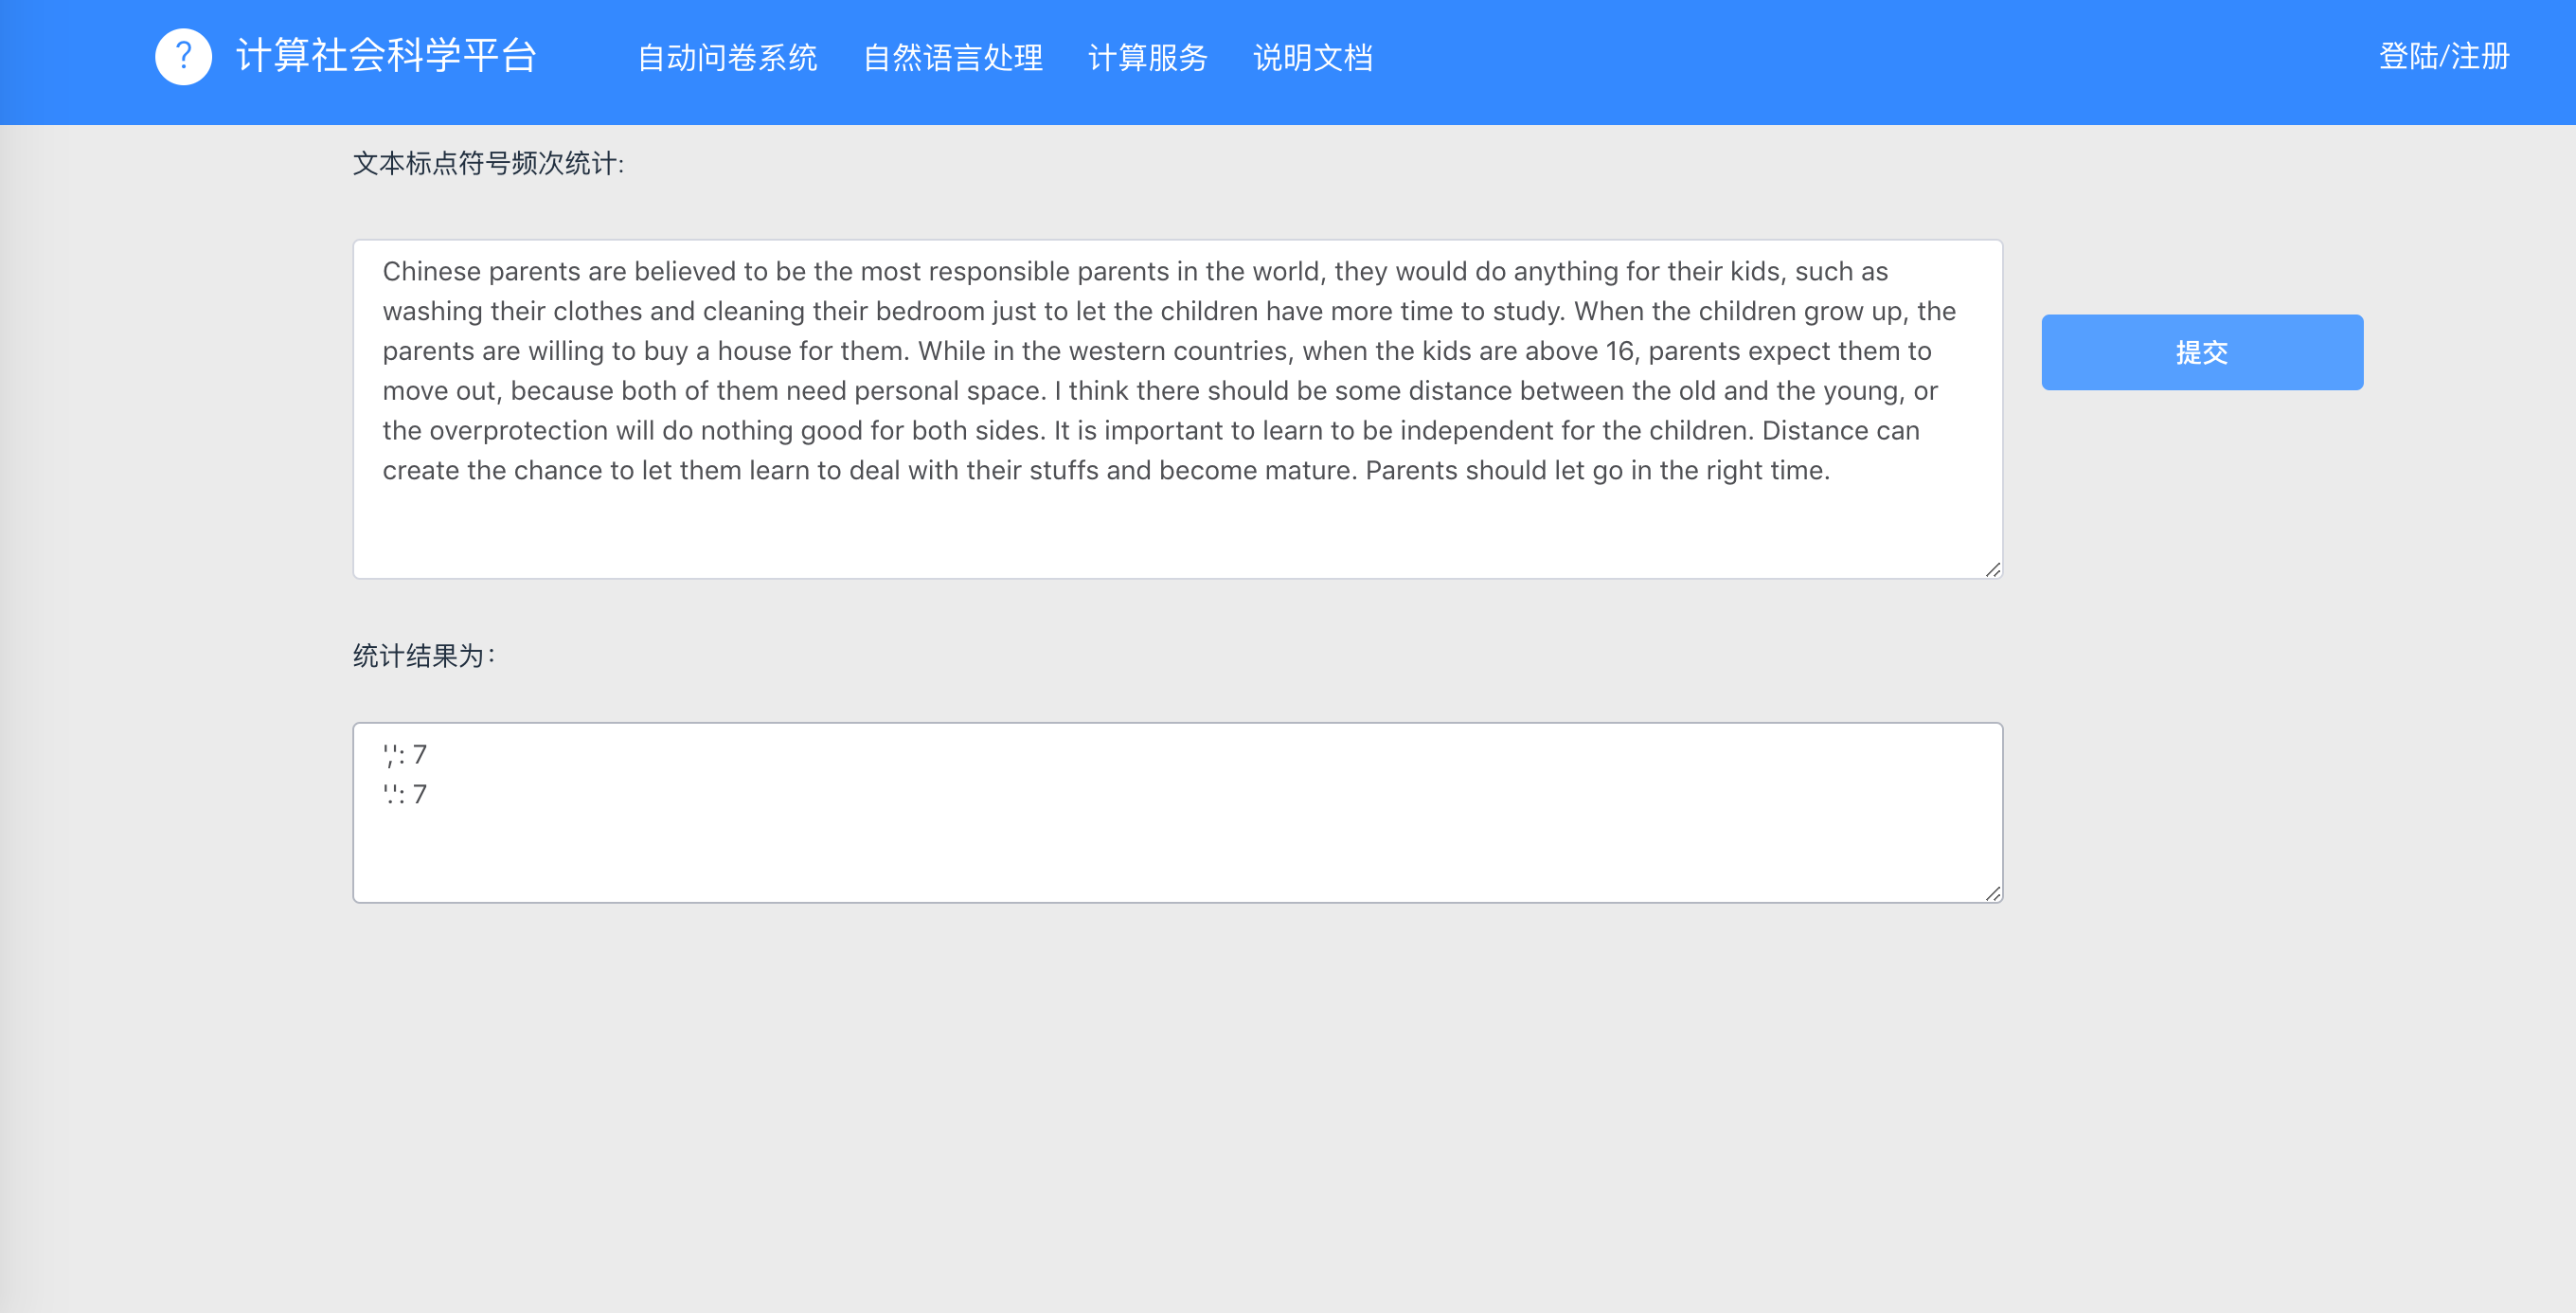 ? 计算社会科学平台 自动问卷系统 自然语言处理 计算服务 说明文档 登陆/注册
文本标点符号频次统计:
Chinese parents are believed to be the most responsible parents in the world, they would do anything for their kids, such as
washing their clothes and cleaning their bedroom just to let the children have more time to study. When the children grow up, the
parents are willing to buy a house for them. While in the western countries, when the kids are above 16, parents expect them to
move out, because both of them need personal space. I think there should be some distance between the old and the young, or
the overprotection will do nothing good for both sides. It is important to learn to be independent for the children. Distance can
create the chance to let them learn to deal with their stuffs and become mature. Parents should let go in the right time.
提交
统计结果为：
',': 7
'.': 7